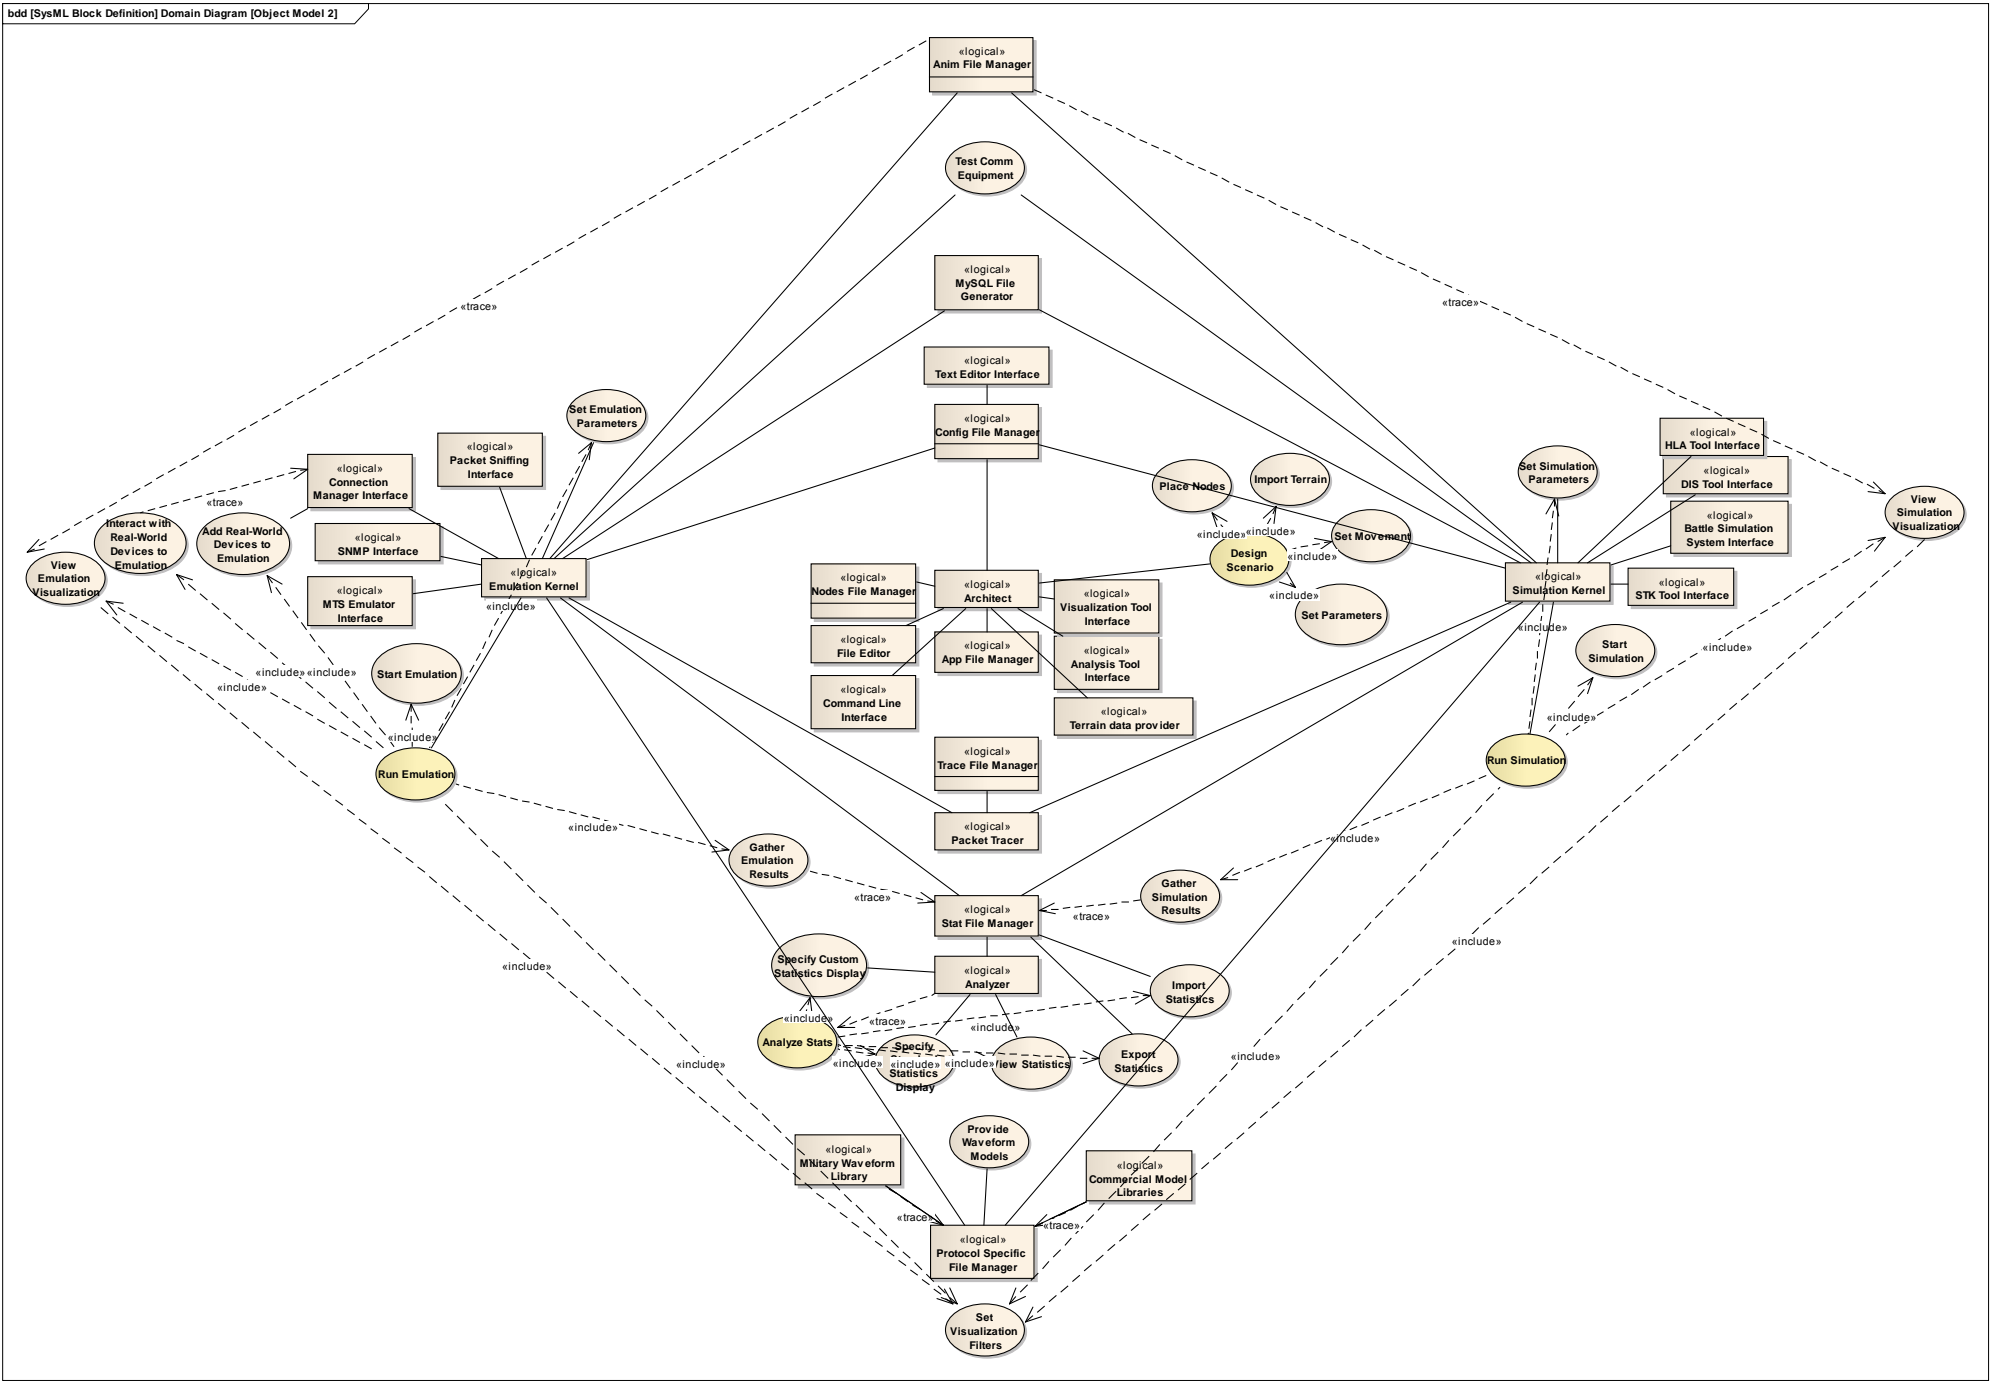 bdd [SysML Block Definition] Domain Diagram [Object Model 2]
«logical»
Anim File Manager
Test Comm
Equipment
«logical»
MySQL File
Generator
«trace»
«trace»
«logical»
Text Editor Interface
«logical»
Config File Manager
Set Emulation
Parameters
«logical»
Packet Sniffing
Interface
«logical»
Connection
Manager Interface
«trace»
Interact with
Real-World
Devices to
Emulation
Add Real-World
Devices to
Emulation
«logical»
SNMP Interface
View
Emulation
Visualization
«logical»
MTS Emulator
Interface
«logical»
Emulation Kernel
«include»
Place Nodes
Import Terrain
«include»
«include»
Set Movement
«include»
Design
Scenario
«include»
Set Parameters
Set Simulation
Parameters
«logical»
HLA Tool Interface
«logical»
DIS Tool Interface
«logical»
Battle Simulation
System Interface
«logical»
STK Tool Interface
View
Simulation
Visualization
«logical»
Simulation Kernel
«include»
Start
Simulation
«include»
«logical»
Nodes File Manager
«logical»
Architect
«logical»
Visualization Tool
Interface
«logical»
File Editor
«logical»
App File Manager
«logical»
Analysis Tool
Interface
«logical»
Command Line
Interface
«logical»
Terrain data provider
Start Emulation
«include»
«include»
«include»
«include»
Run Emulation
«include»
Run Simulation
«logical»
Trace File Manager
«logical»
Packet Tracer
«include»
«include»
Gather
Emulation
Results
«trace»
Gather
Simulation
Results
«trace»
«logical»
Stat File Manager
«include»
«include»
Specify Custom
Statistics Display
«logical»
Analyzer
Import
Statistics
«include»
«trace»
«include»
Analyze Stats
Specify
Statistics
Display
View Statistics
Export
Statistics
«include»
«include»
«include»
«include»
«include»
Provide
Waveform
Models
«logical»
Military Waveform
Library
«logical»
Commercial Model
Libraries
«trace»
«trace»
«logical»
Protocol Specific
File Manager
Set
Visualization
Filters